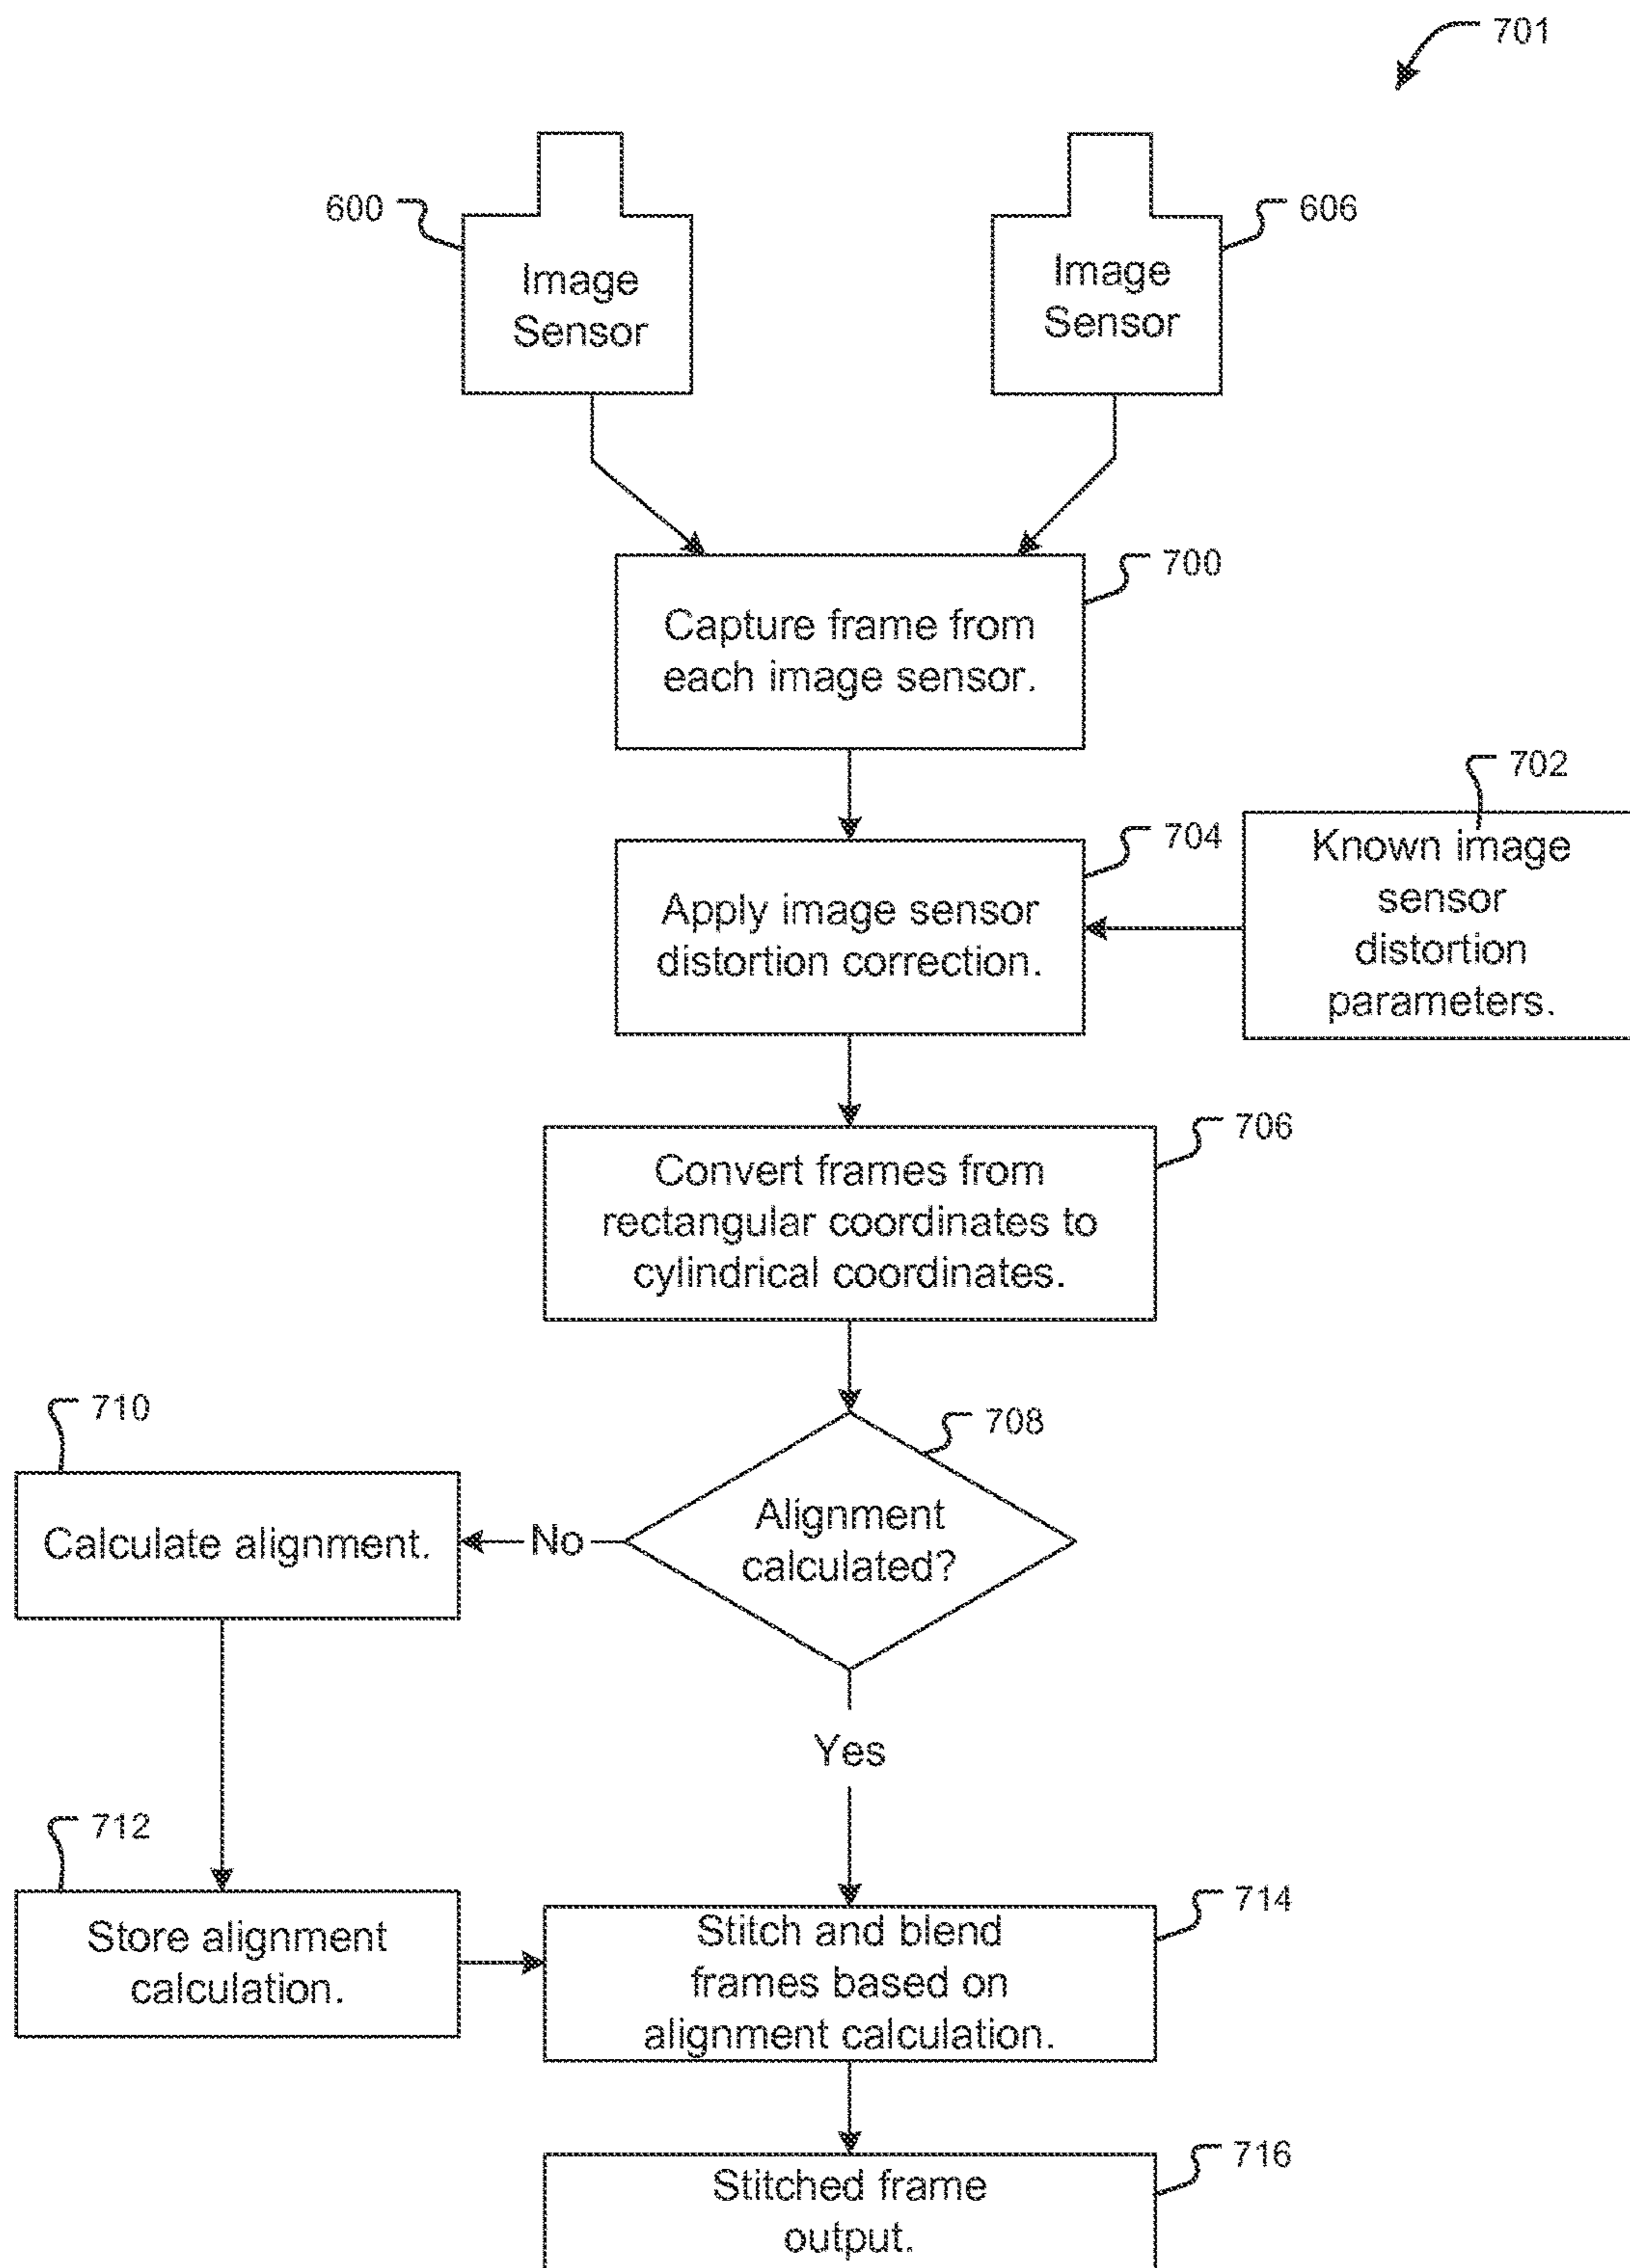 701
600
Image
Sensor
606
Image
Sensor
700
Capture frame from
each image sensor.
702
Known image
sensor
distortion
parameters.
704
Apply image sensor
distortion correction.
706
Convert frames from
rectangular coordinates to
cylindrical coordinates.
708
Alignment
calculated?
No
710
Calculate alignment.
Yes
712
Store alignment
calculation.
714
Stitch and blend
frames based on
alignment calculation.
716
Stitched frame
output.